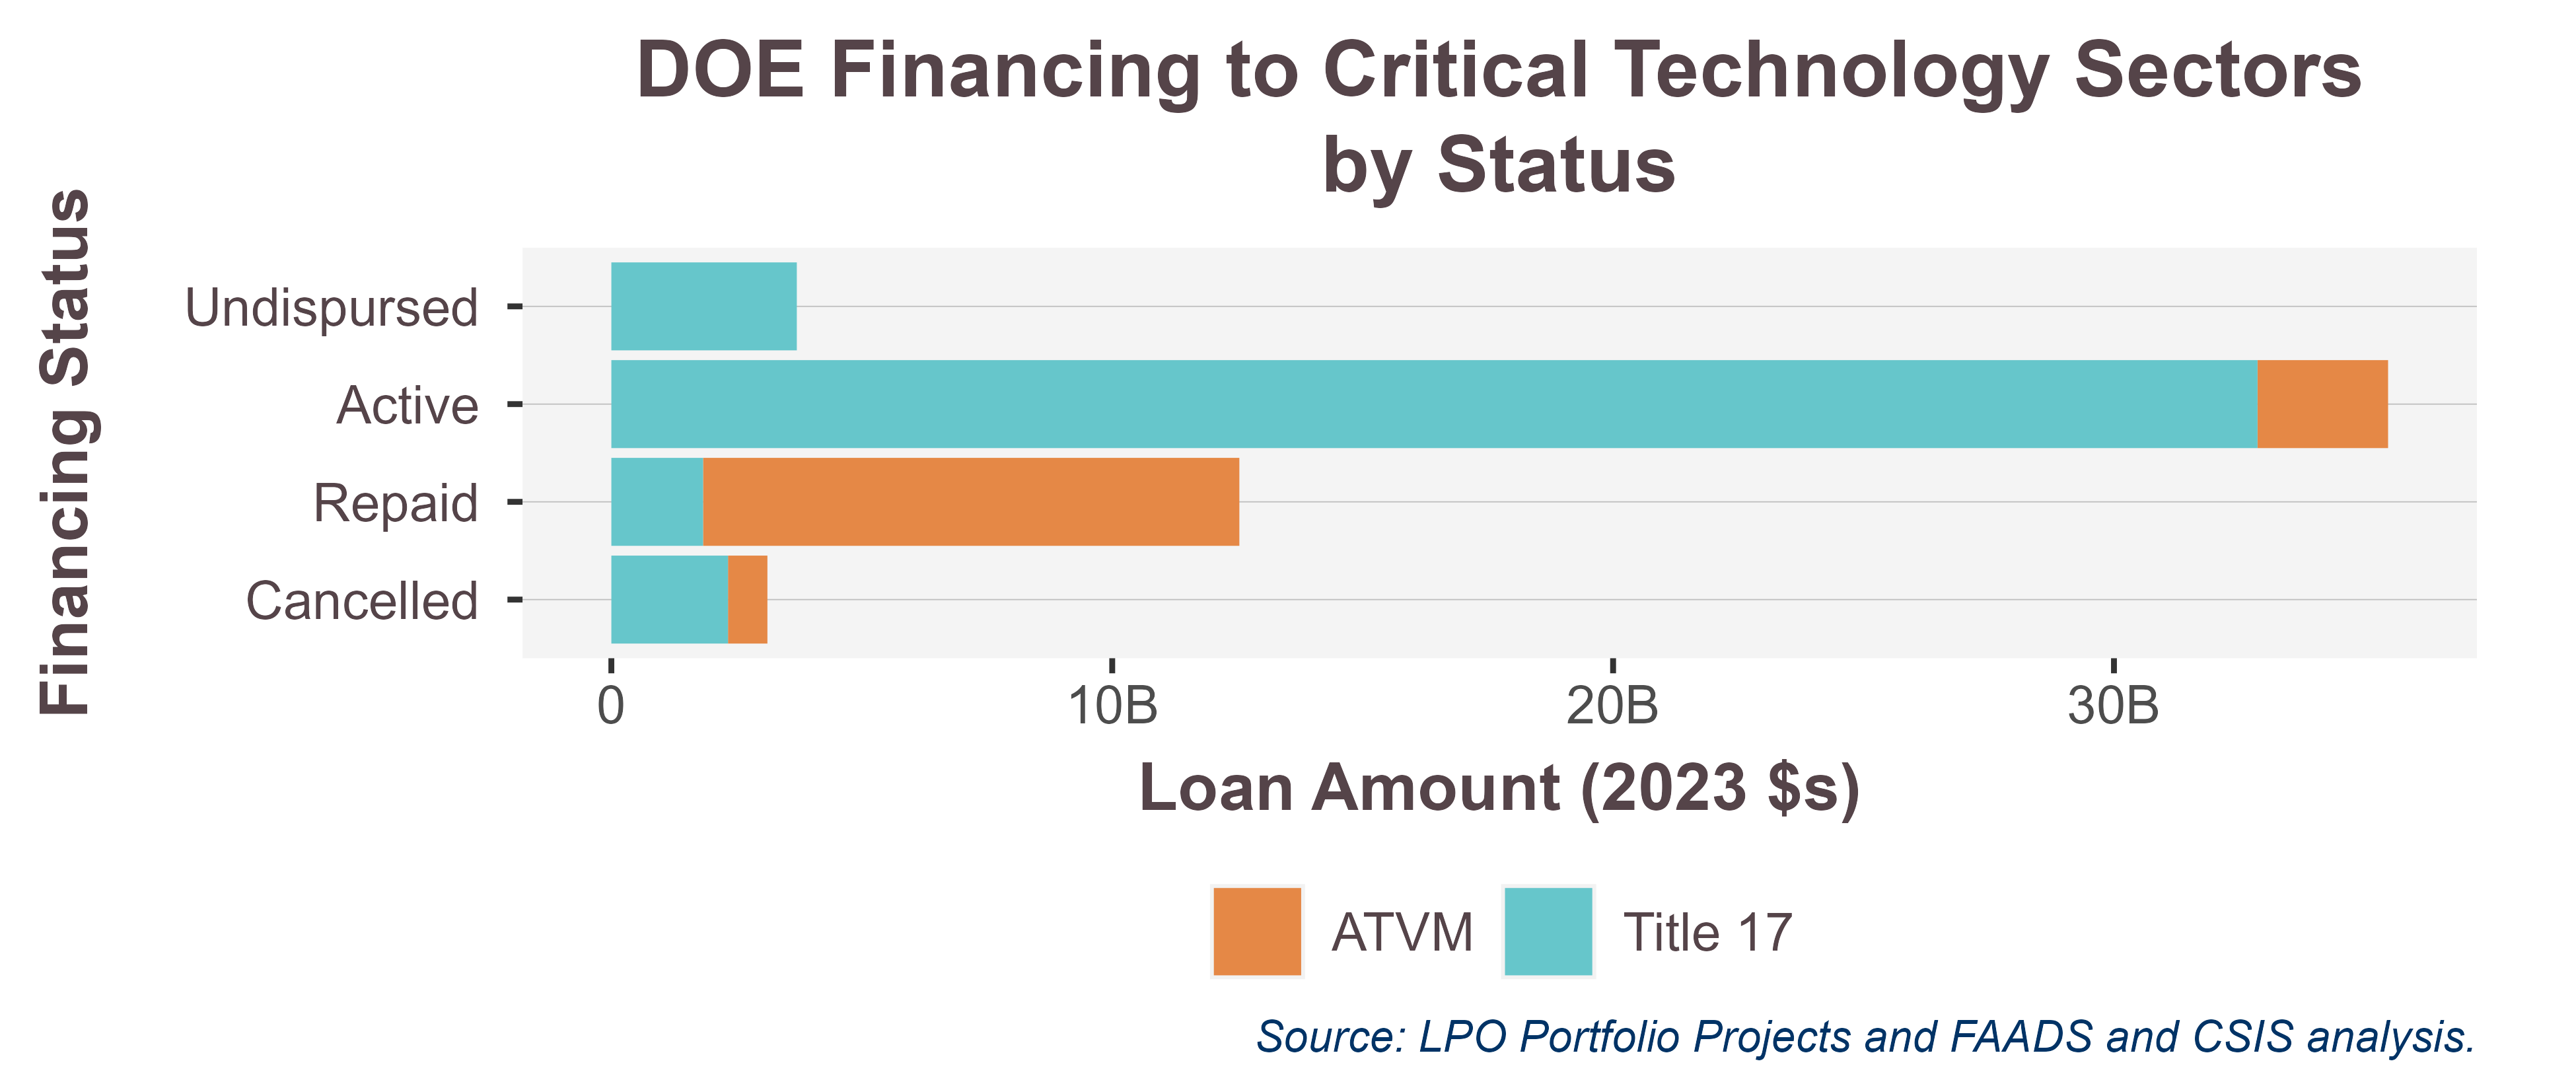 DOE Financing to Critical Technology Sectors
by Status
Financing Status
Undispursed
Active
Repaid
Cancelled
0
10B
20B
30B
Loan Amount (2023 $s)
ATVM
Title 17
Source: LPO Portfolio Projects and FAADS and CSIS analysis.